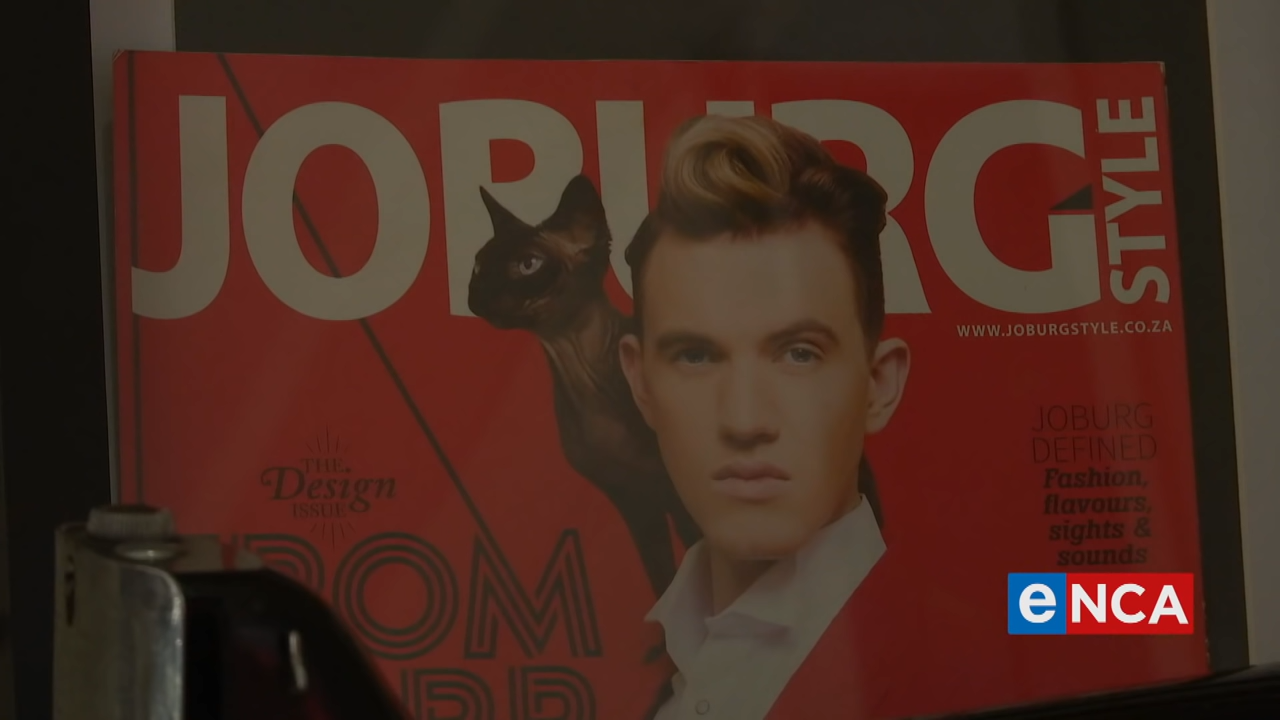 JOBURG
STYLE
WWW.JOBURGSTYLE.CO.ZA
JOBURG
DEFINED
Fashion,
flavours,
sights &
sounds
THE
Design
ISSUE
eNCA